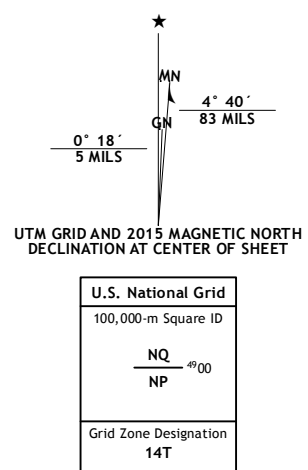 ★
MN
4° 40´
83 MILS
GN
0° 18´
5 MILS
UTM GRID AND 2015 MAGNETIC NORTH
DECLINATION AT CENTER OF SHEET
U.S. National Grid
100,000-m Square ID
NQ
⁴⁹00
NP
Grid Zone Designation
14T